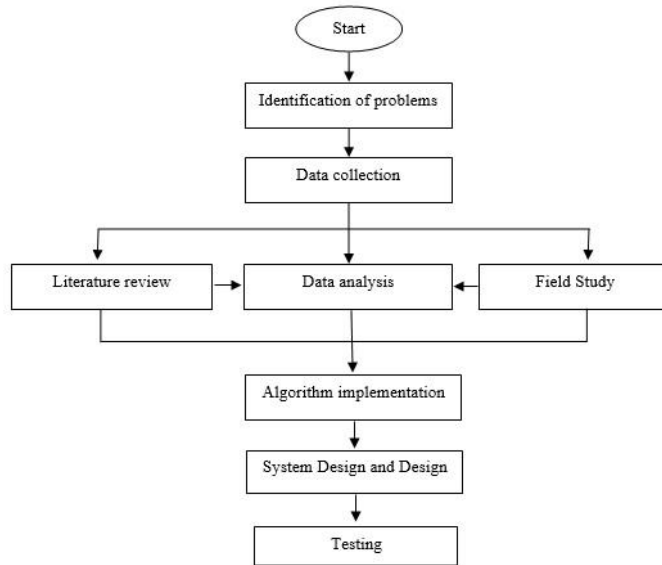 Start
Identification of problems
Data collection
Literature review
Data analysis
Field Study
Algorithm implementation
System Design and Design
Testing